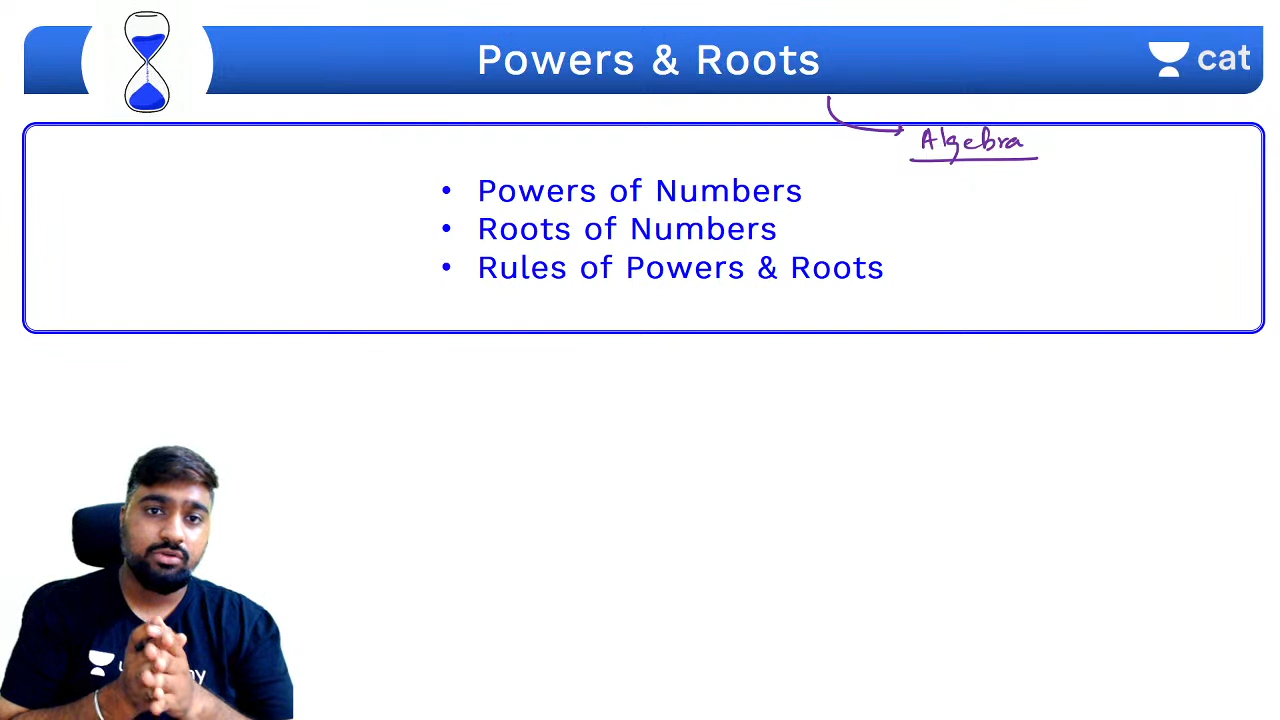 Powers & Roots
cat
Algebra
• Powers of Numbers
• Roots of Numbers
• Rules of Powers & Roots